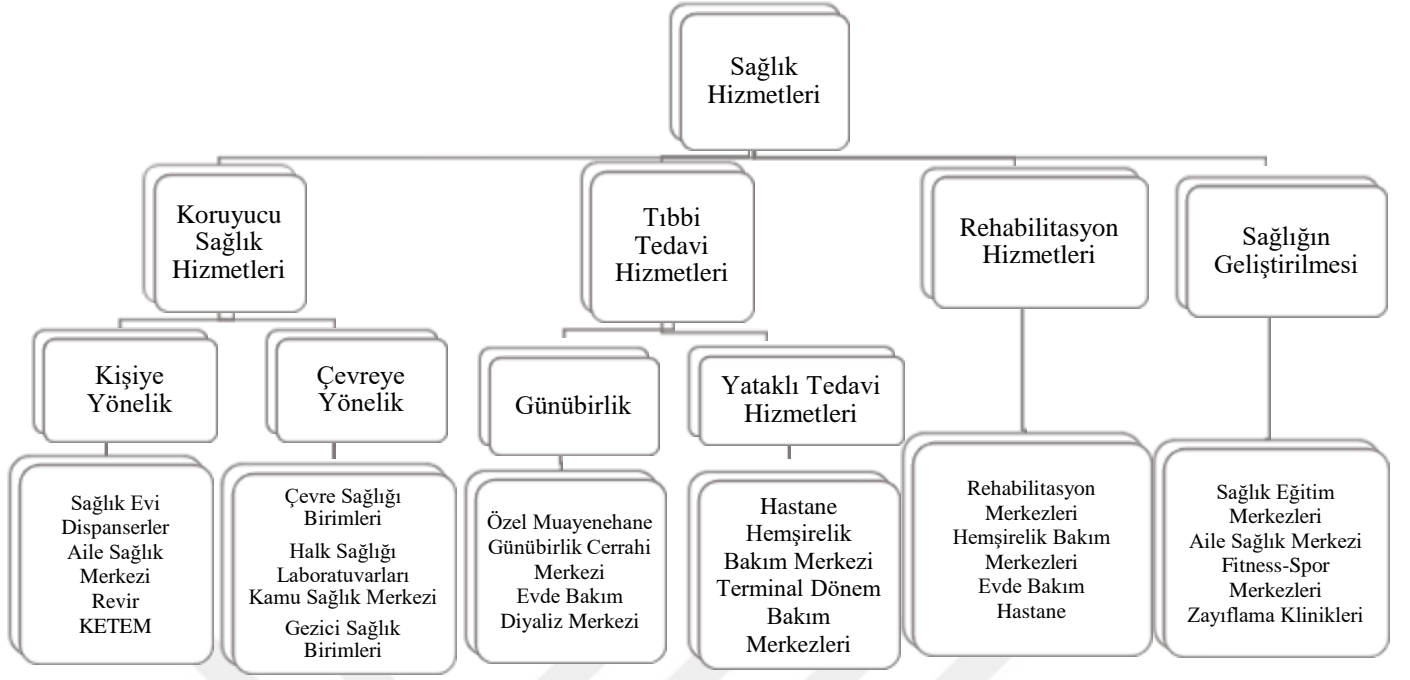 Sağlık
Hizmetleri
Koruyucu
Sağlık
Hizmetleri
Tıbbi
Tedavi
Hizmetleri
Rehabilitasyon
Hizmetleri
Sağlığın
Geliştirilmesi
Kişiye
Yönelik
Çevreye
Yönelik
Günübirlik
Yataklı Tedavi
Hizmetleri
Sağlık Evi
Dispanserler
Aile Sağlık
Merkezi
Revir
KETEM
Çevre Sağlığı
Birimleri
Halk Sağlığı
Laboratuvarları
Kamu Sağlık Merkezi
Gezici Sağlık
Birimleri
Özel Muayenehane
Günübirlik Cerrahi
Merkezi
Evde Bakım
Diyaliz Merkezi
Hastane
Hemşirelik
Bakım Merkezi
Terminal Dönem
Bakım
Merkezleri
Rehabilitasyon
Merkezleri
Hemşirelik Bakım
Merkezleri
Evde Bakım
Hastane
Sağlık Eğitim
Merkezleri
Aile Sağlık Merkezi
Fitness-Spor
Merkezleri
Zayıflama Klinikleri